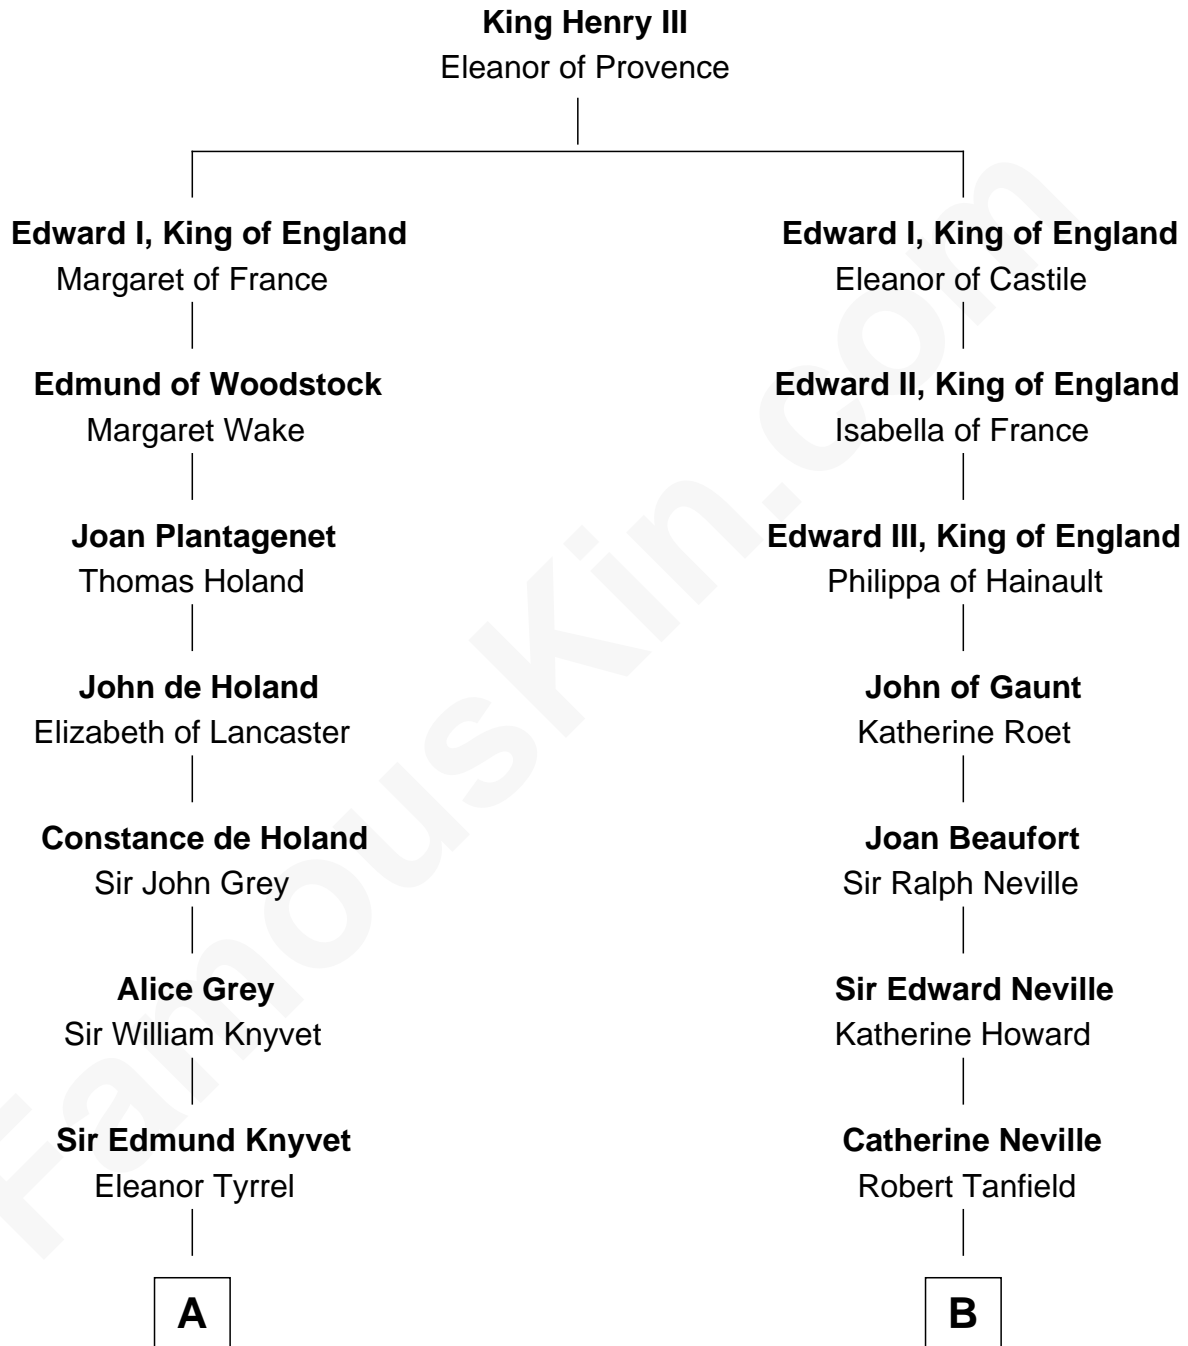 King Henry III
Eleanor of Provence
Edward I, King of England
Margaret of France
Edmund of Woodstock
Margaret Wake
Joan Plantagenet
Thomas Holand
John de Holand
Elizabeth of Lancaster
Constance de Holand
Sir John Grey
Alice Grey
Sir William Knyvet
Sir Edmund Knyvet
Eleanor Tyrrel
A
Edward I, King of England
Eleanor of Castile
Edward II, King of England
Isabella of France
Edward III, King of England
Philippa of Hainault
John of Gaunt
Katherine Roet
Joan Beaufort
Sir Ralph Neville
Sir Edward Neville
Katherine Howard
Catherine Neville
Robert Tanfield
B
FamousKin.com